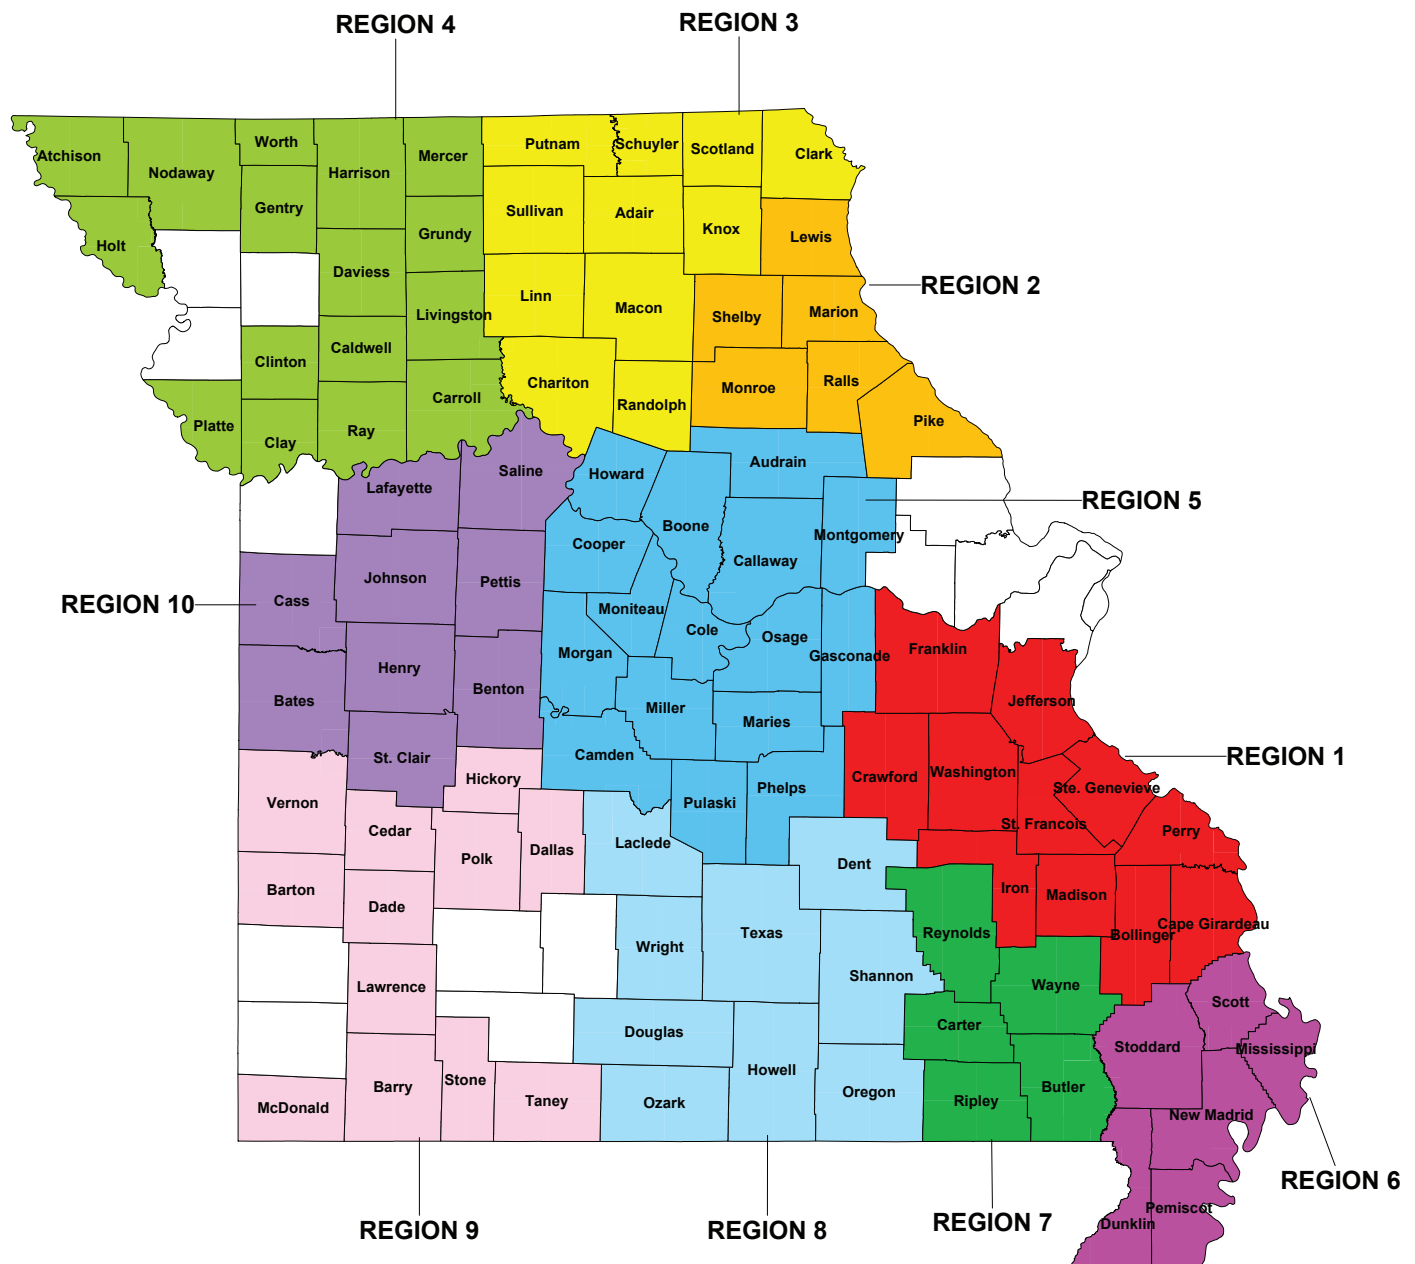 REGION 4
REGION 3
Atchison
Nodaway
Worth
Harrison
Mercer
Putnam
Schuyler
Scotland
Clark
Gentry
Sullivan
Adair
Knox
Lewis
Holt
Grundy
Daviess
Linn
Macon
Shelby
Marion
REGION 2
Livingston
Clinton
Caldwell
Chariton
Randolph
Monroe
Ralls
Pike
Platte
Clay
Ray
Carroll
Saline
Lafayette
Howard
Audrain
REGION 5
Boone
Montgomery
Cooper
Callaway
REGION 10
Cass
Johnson
Pettis
Moniteau
Cole
Osage
Gasconade
Franklin
Morgan
Henry
Benton
Bates
Miller
Maries
Jefferson
St. Clair
Camden
Hickory
Phelps
Pulaski
Crawford
Washington
REGION 1
Ste. Genevieve
St. Francois
Perry
Vernon
Cedar
Polk
Dallas
Laclede
Dent
Barton
Dade
Iron
Madison
Bollinger
Cape Girardeau
Wright
Texas
Reynolds
Shannon
Wayne
Lawrence
Scott
Douglas
Carter
Stoddard
Mississippi
Barry
Stone
Howell
Oregon
Butler
McDonald
Taney
Ozark
Ripley
New Madrid
REGION 6
Pemiscot
Dunklin
REGION 9
REGION 8
REGION 7